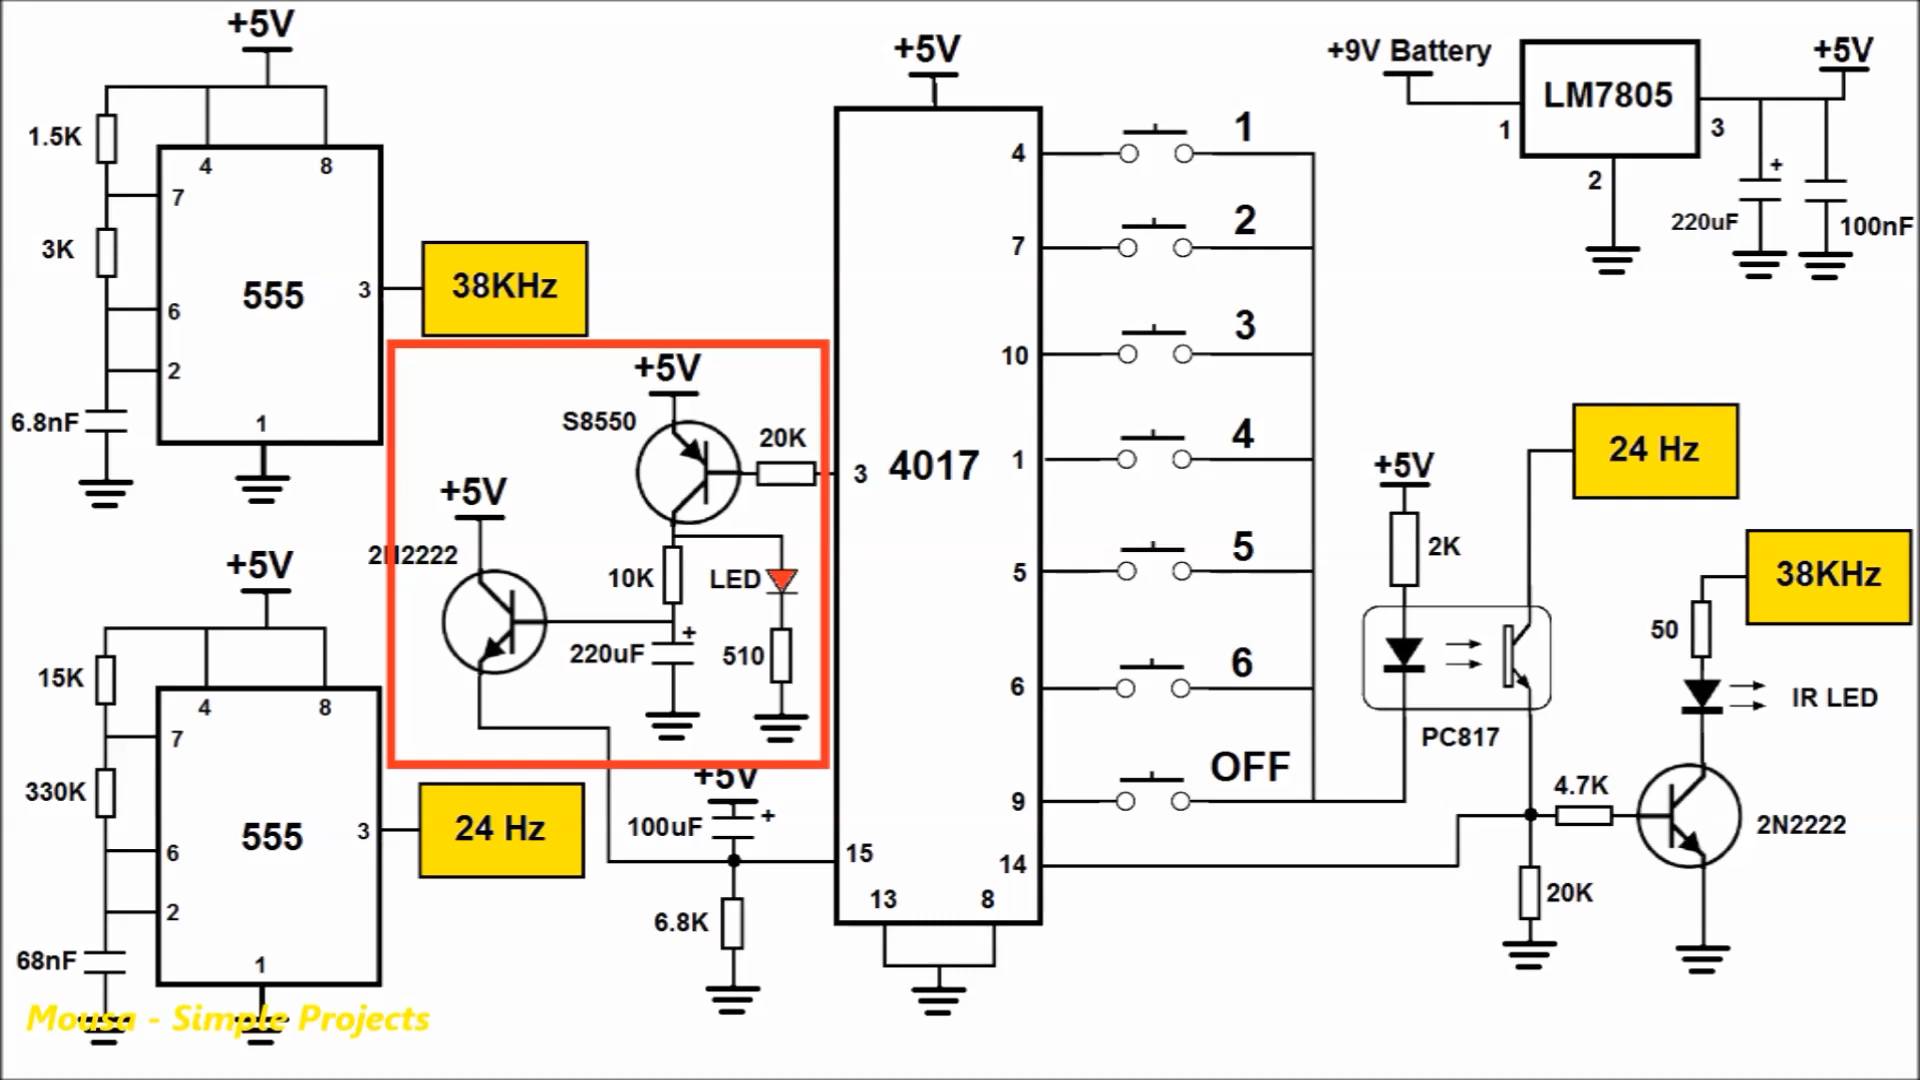 +5V
1.5K
4
8
7
3K
555
3
38KHz
6
2
6.8nF
1
+5V
S8550
20K
+5V
2N2222
10K
LED
220uF
+
510
+5V
15K
4
8
7
330K
555
3
24 Hz
6
2
68nF
1
+5V
100uF
+
6.8K
+5V
4017
3
15
13
8
4
1
7
2
10
3
1
4
5
5
6
6
9
OFF
14
+9V Battery
LM7805
+5V
1
3
2
+
220uF
100nF
24 Hz
+5V
2K
38KHz
50
IR LED
PC817
4.7K
2N2222
20K
Mousa - Simple Projects